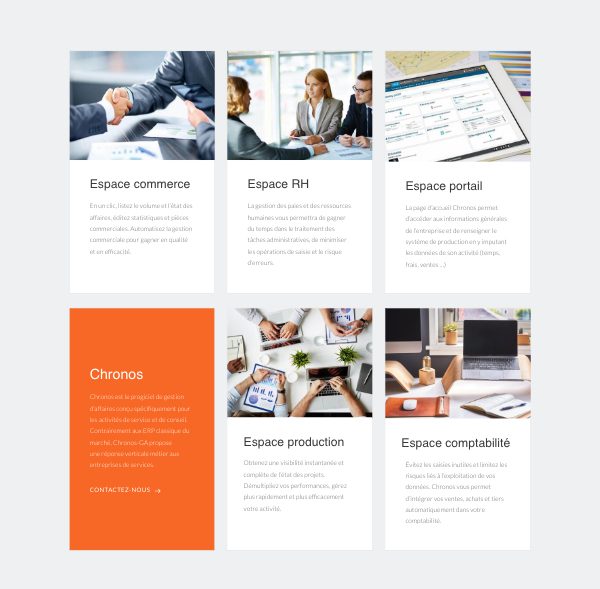 Espace commerce
En un clic, listez le volume et l'état des
affaires, éditez statistiques et pièces
commerciales. Automatisez la gestion
commerciale pour gagner en qualité
et en efficacité.
Espace RH
La gestion des paies et des ressources
humaines vous permettra de gagner
du temps dans le traitement des
tâches administratives, de minimiser
les opérations de saisie et le risque
d'erreurs.
Espace portail
La page d'accueil Chronos permet
d'accéder aux informations générales
de l'entreprise et de renseigner le
système de production en y imputant
les données de son activité (temps,
frais, ventes ...)
Chronos
Chronos est le progiciel de gestion
d'affaires conçu spécifiquement pour
les activités de service et de conseil.
Contrairement aux ERP classique du
marché, Chronos-GA propose
une réponse verticale métier aux
entreprises de services.
CONTACTEZ-NOUS →
Espace production
Obtenez une visibilité instantanée et
complète de l'état des projets.
Démultipliez vos performances, gérez
plus rapidement et plus efficacement
votre activité.
Espace comptabilité
Évitez les saisies inutiles et limitez les
risques liés à l'exploitation de vos
données. Chronos vous permet
d'intégrer vos ventes, achats et tiers
automatiquement dans votre
comptabilité.